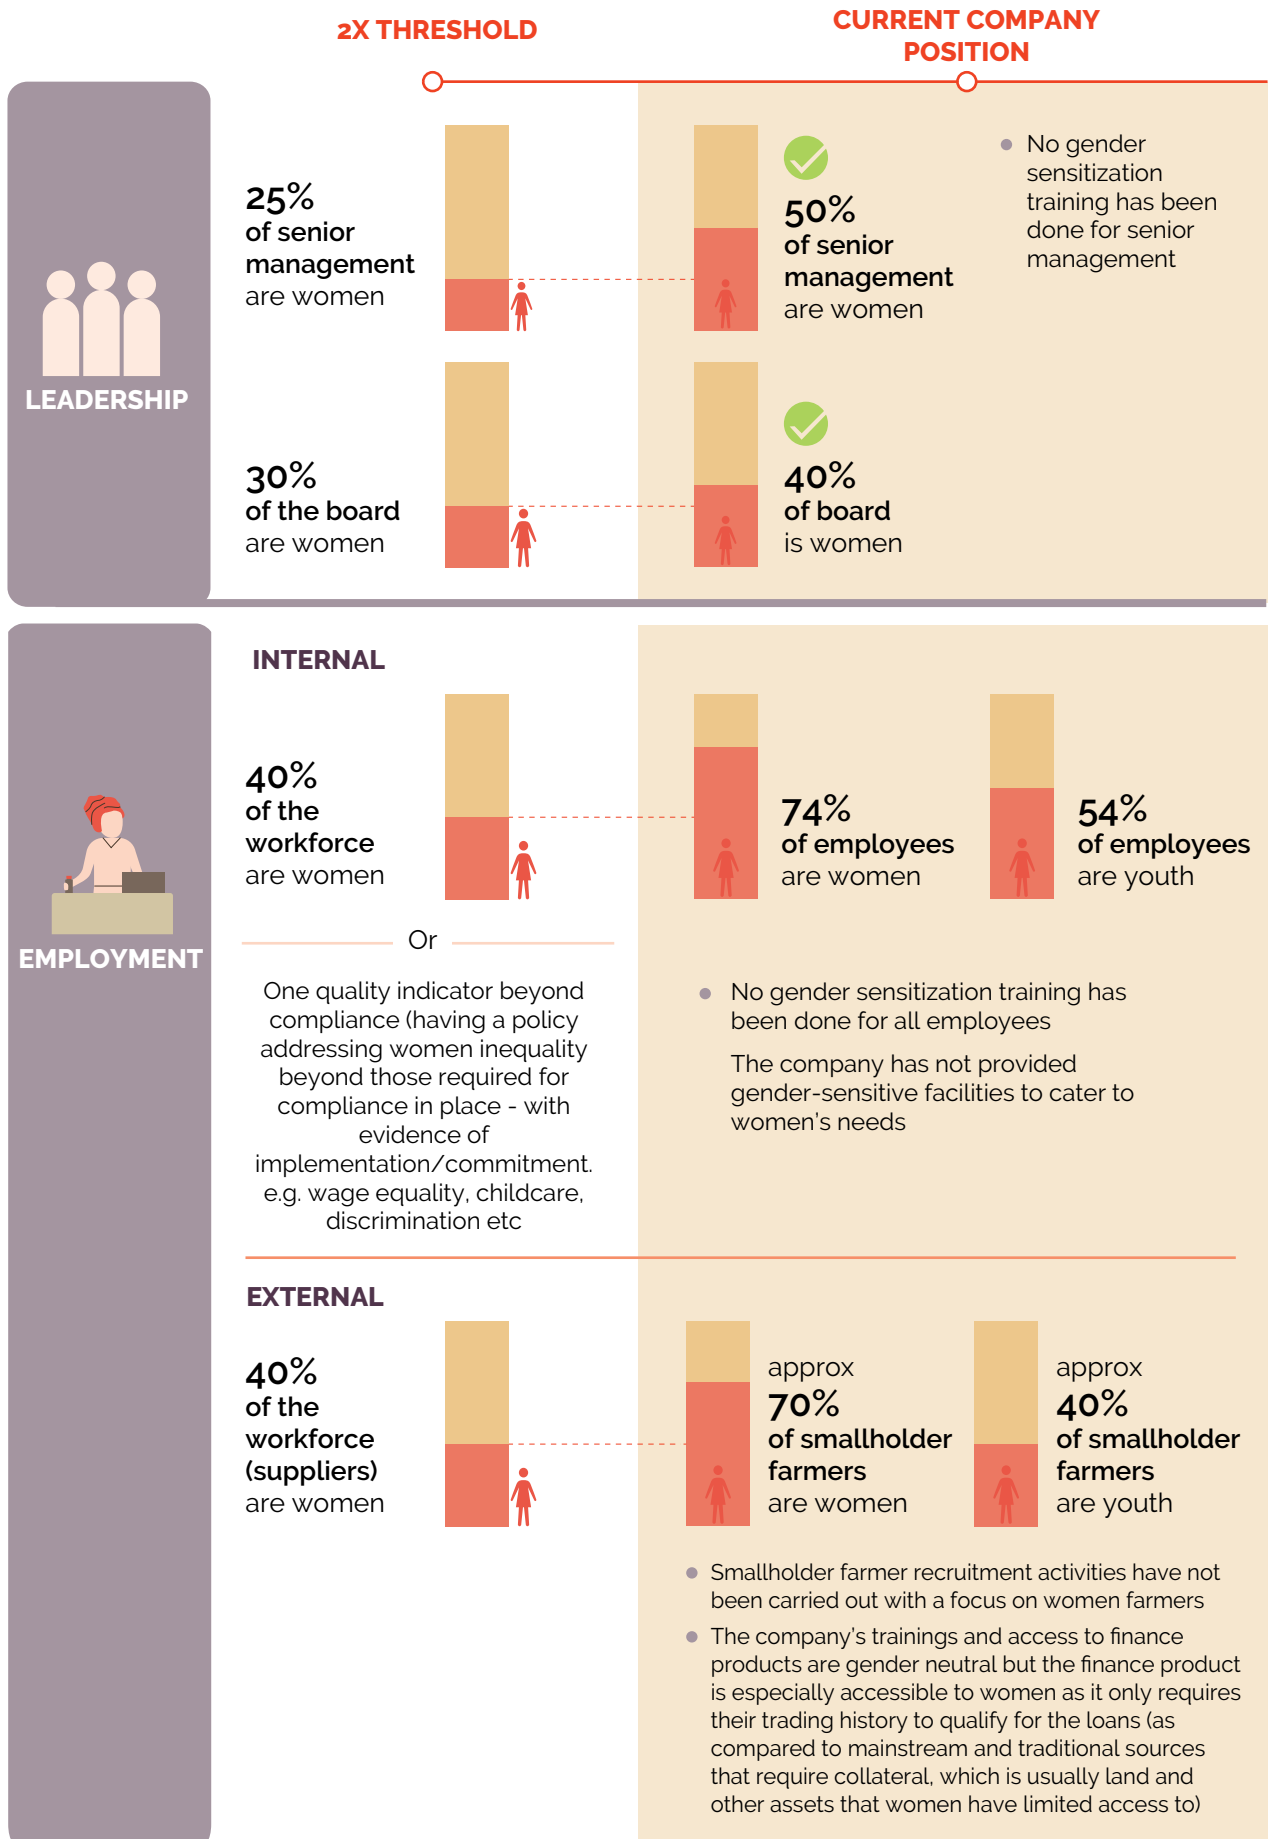 2X THRESHOLD
CURRENT COMPANY
POSITION
LEADERSHIP
25%
of senior
management
are women
50%
of senior
management
are women
No gender
sensitization
training has been
done for senior
management
30%
of the board
are women
40%
of board
is women
EMPLOYMENT
INTERNAL
40%
of the
workforce
are women
74%
of employees
are women
54%
of employees
are youth
Or
One quality indicator beyond
compliance (having a policy
addressing women inequality
beyond those required for
compliance in place - with
evidence of
implementation/commitment.
e.g. wage equality, childcare,
discrimination etc
No gender sensitization training has
been done for all employees
The company has not provided
gender-sensitive facilities to cater to
women's needs
EXTERNAL
40%
of the
workforce
(suppliers)
are women
approx
70%
of smallholder
farmers
are women
approx
40%
of smallholder
farmers
are youth
Smallholder farmer recruitment activities have not
been carried out with a focus on women farmers
The company's trainings and access to finance
products are gender neutral but the finance product
is especially accessible to women as it only requires
their trading history to qualify for the loans (as
compared to mainstream and traditional sources
that require collateral, which is usually land and
other assets that women have limited access to)